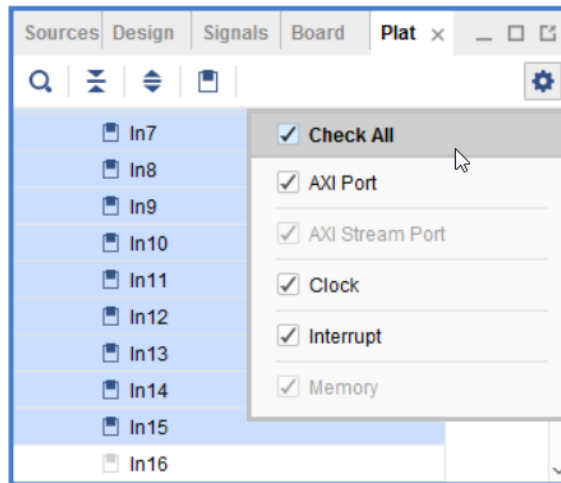 Sources Design Signals Board Plat
In7
In8
In9
In10
In11
In12
In13
In14
In15
In16
Check All
AXI Port
AXI Stream Port
Clock
Interrupt
Memory